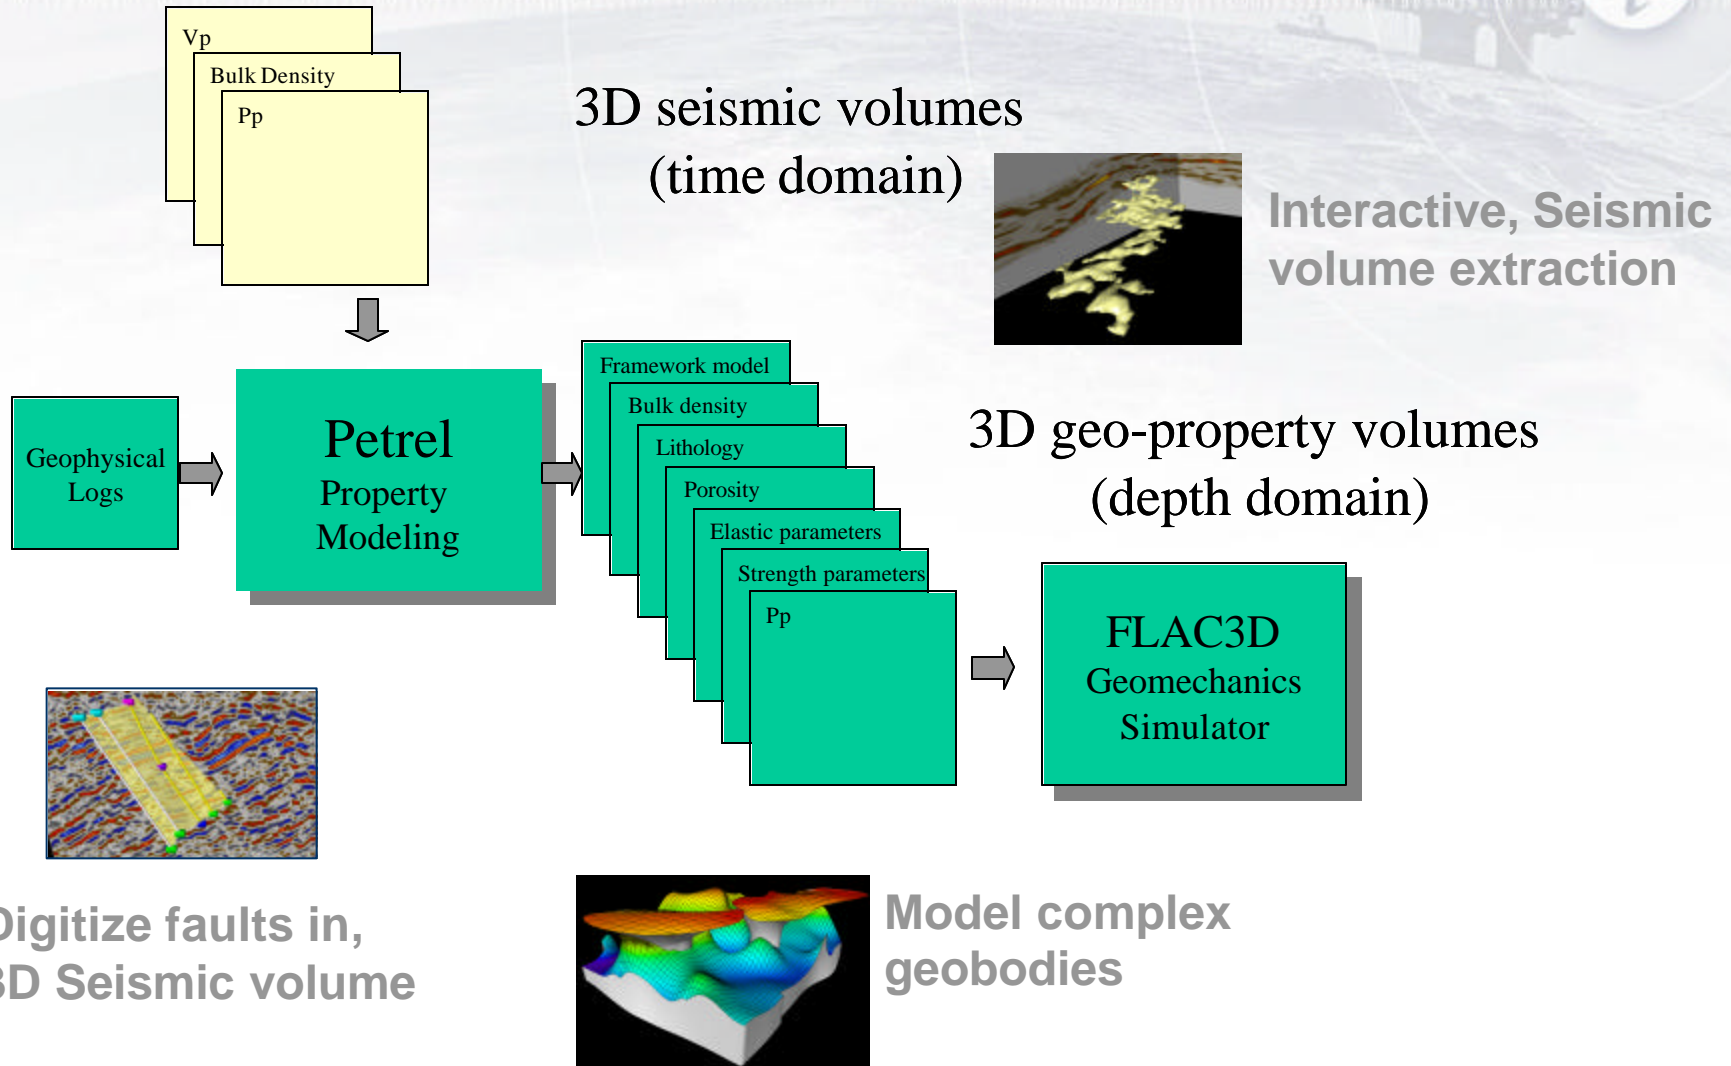 Vp
Bulk Density
Pp
3D seismic volumes
(time domain)
Interactive, Seismic
volume extraction
Geophysical
Logs
Petrel
Property
Modeling
Framework model
Bulk density
Lithology
Porosity
Elastic parameters
Strength parameters
Pp
3D geo-property volumes
(depth domain)
FLAC3D
Geomechanics
Simulator
Digitize faults in,
3D Seismic volume
Model complex
geobodies